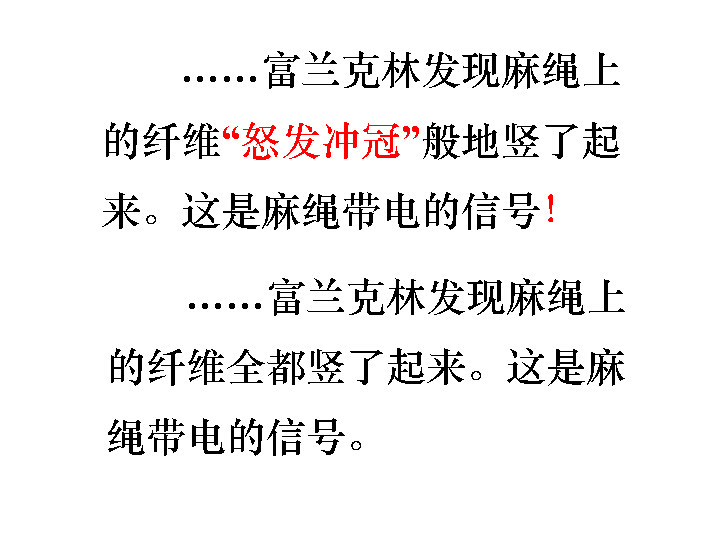 ……富兰克林发现麻绳上
的纤维“怒发冲冠”般地竖了起
来。这是麻绳带电的信号！
……富兰克林发现麻绳上
的纤维全都竖了起来。这是麻
绳带电的信号。